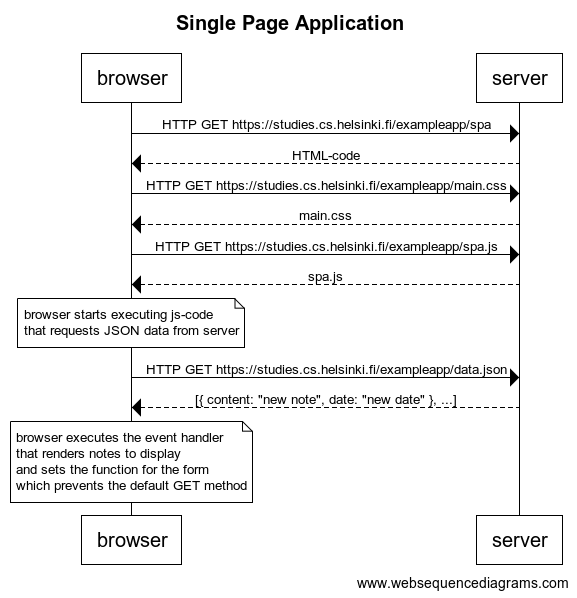 Single Page Application
browser
server
HTTP GET https://studies.cs.helsinki.fi/exampleapp/spa
HTML-code
HTTP GET https://studies.cs.helsinki.fi/exampleapp/main.css
main.css
HTTP GET https://studies.cs.helsinki.fi/exampleapp/spa.js
spa.js
browser starts executing js-code
that requests JSON data from server
HTTP GET https://studies.cs.helsinki.fi/exampleapp/data.json
[{ content: "new note", date: "new date" }, ...]
browser executes the event handler
that renders notes to display
and sets the function for the form
which prevents the default GET method
browser
server
www.websequencediagrams.com